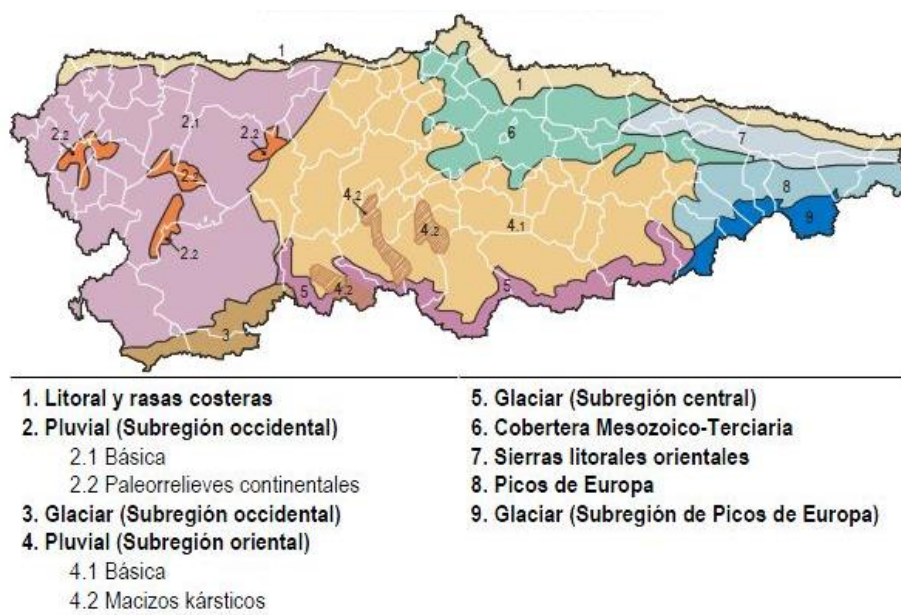 1
1
2.1
2.2
2.2
6
7
2.2
8
4.2
4.2
4.1
9
2.2
5
4.2
5
3
1. Litoral y rasas costeras
2. Pluvial (Subregión occidental)
2.1 Básica
2.2 Paleorrelieves continentales
3. Glaciar (Subregión occidental)
4. Pluvial (Subregión oriental)
4.1 Básica
4.2 Macizos kársticos
5. Glaciar (Subregión central)
6. Cobertera Mesozoico-Terciaria
7. Sierras litorales orientales
8. Picos de Europa
9. Glaciar (Subregión de Picos de Europa)